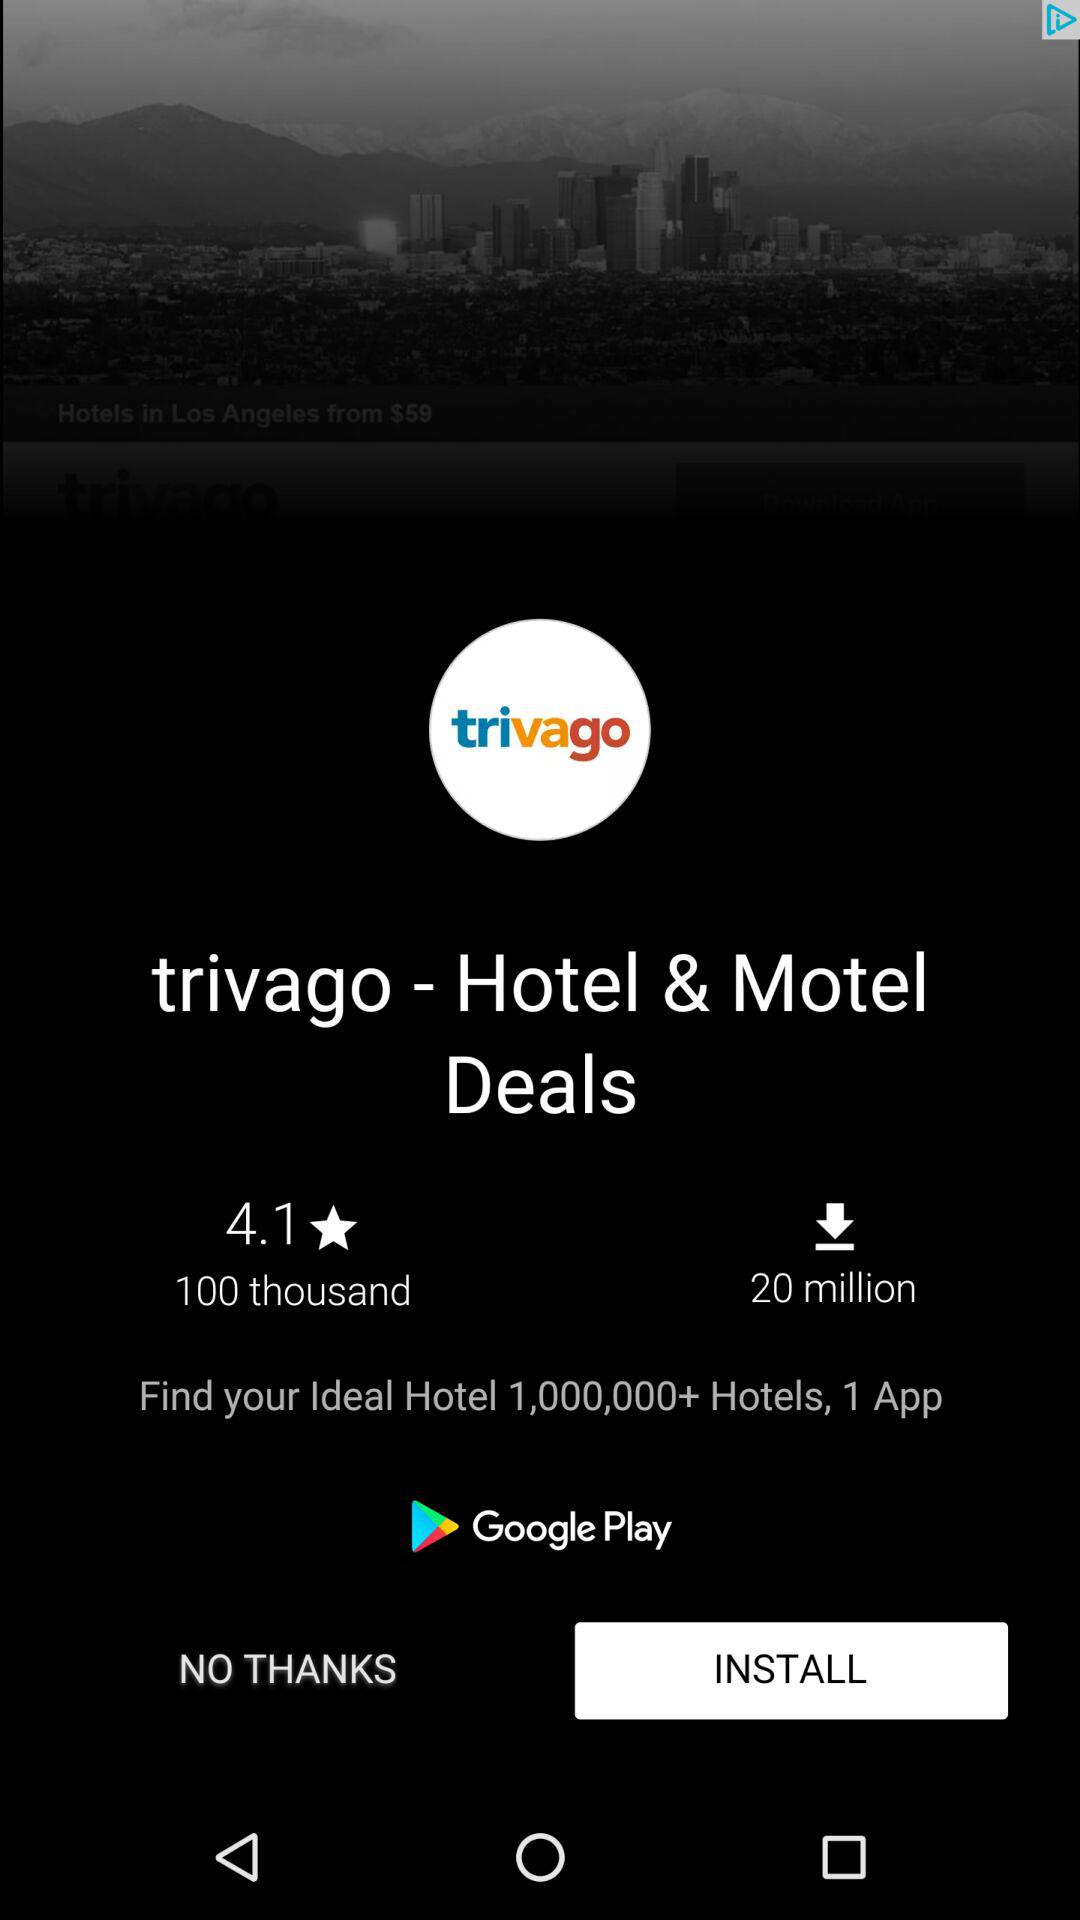 Hotels in Los Angeles from $59
trivago
Download App
trivago
trivago - Hotel & Motel
Deals
4.1
100 thousand
20 million
Find your Ideal Hotel 1,000,000+ Hotels, 1 App
Google Play
NO THANKS
INSTALL